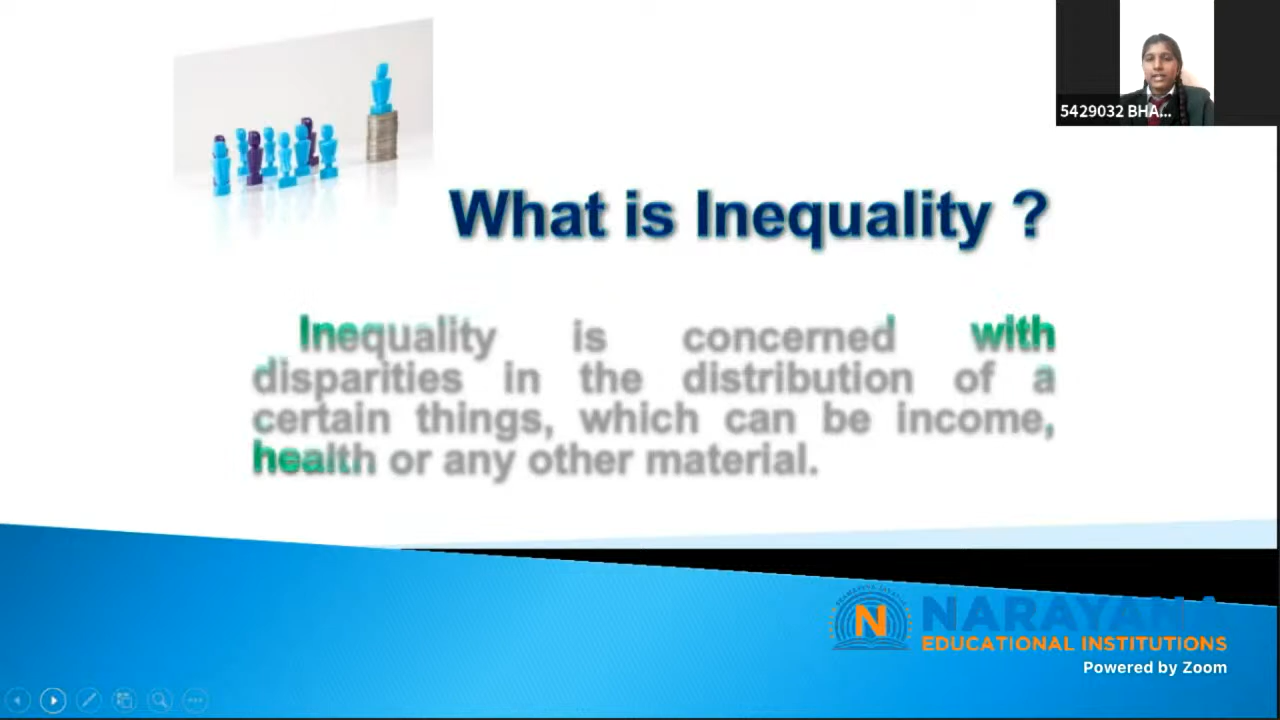 5429032 BHA...
What is Inequality ?
Inequality is concerned with
disparities in the distribution of a
certain things, which can be income,
health or any other material.
N
NARAYANA
EDUCATIONAL INSTITUTIONS
Powered by Zoom